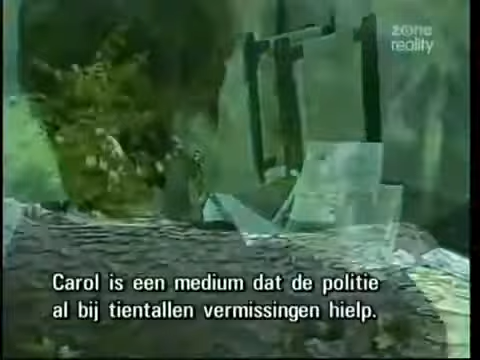 zone
reality
Carol is een medium dat de politie
al bij tientallen vermissingen hielp.